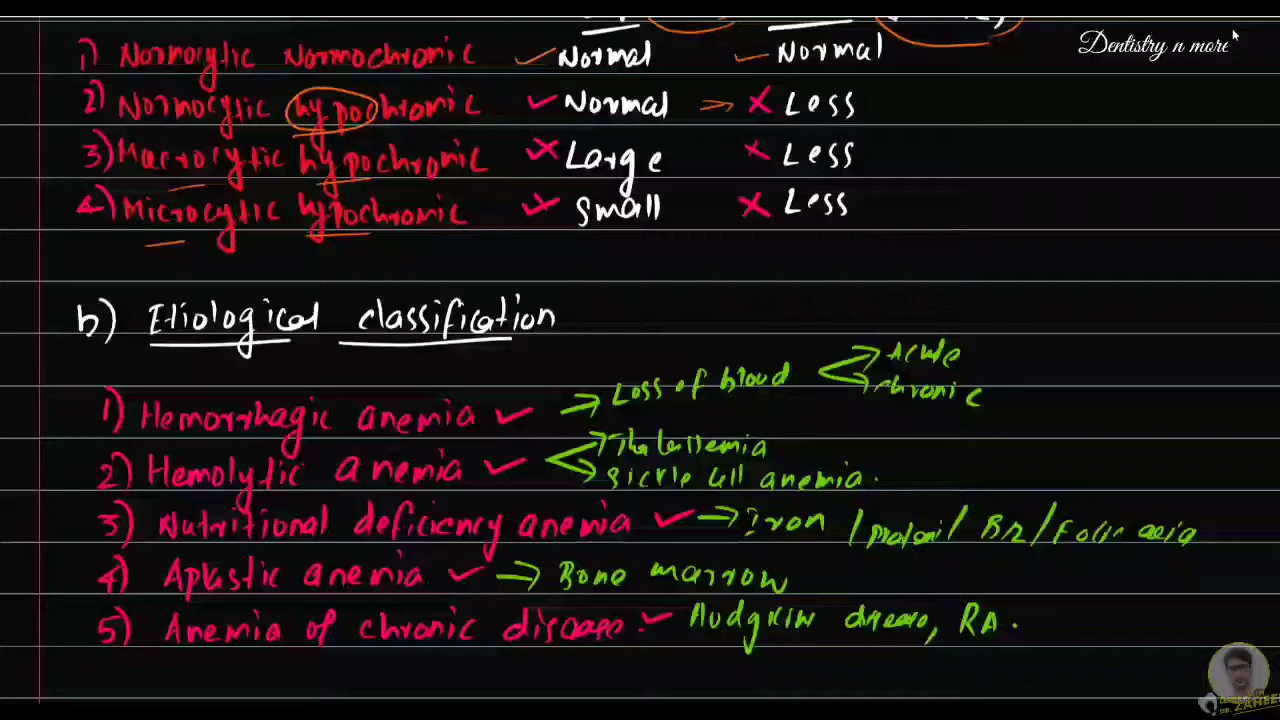 Dentistry n more
1) Normocytic Normochromic Normal Normal
2) Normocytic hypochromic Normal Less
3) Macrocytic hypochromic Large Less
4) Microcytic hypochromic Small Less
b) Etiological classification
1) Hemorrhagic anemia → Loss of blood Acute chronic
2) Hemolytic anemia Thalassemia Sickle cell anemia.
3) Nutritional deficiency anemia → Iron / protein / B12 / Folic acid
4) Aplastic anemia → Bone marrow
5) Anemia of chronic disease. Hodgkin disease, RA.